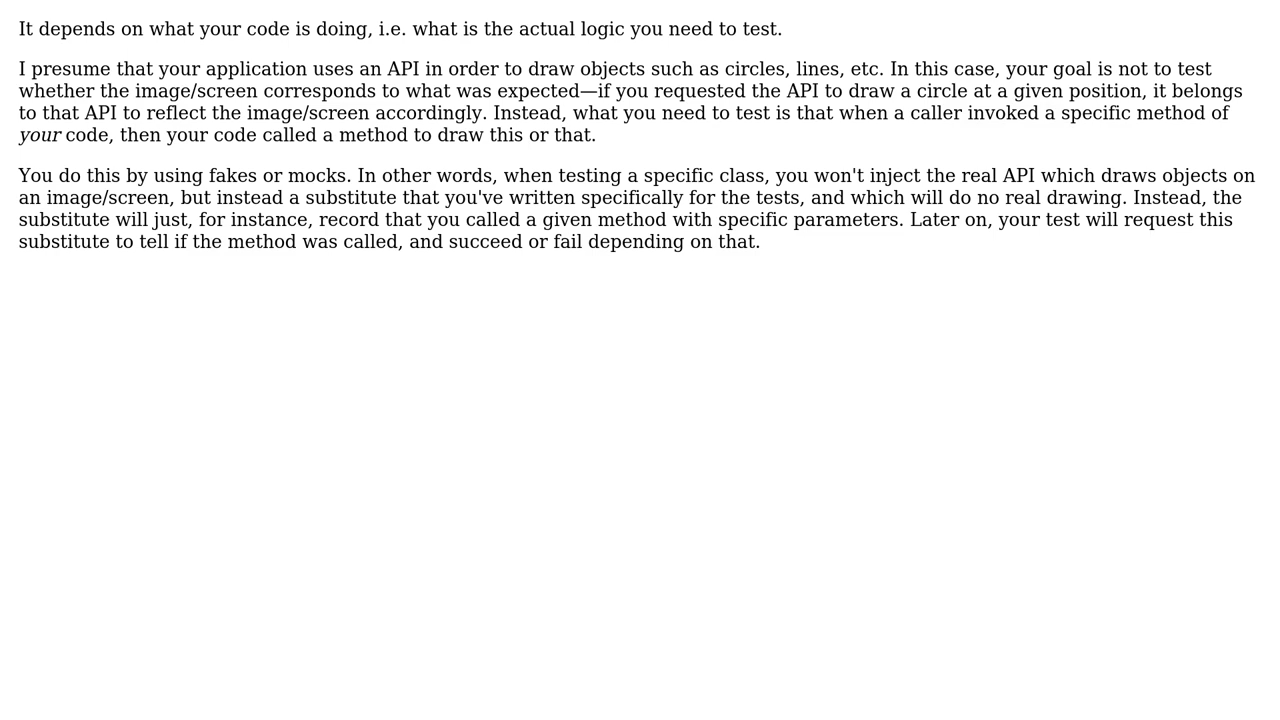 It depends on what your code is doing, i.e. what is the actual logic you need to test.
I presume that your application uses an API in order to draw objects such as circles, lines, etc. In this case, your goal is not to test
whether the image/screen corresponds to what was expected—if you requested the API to draw a circle at a given position, it belongs
to that API to reflect the image/screen accordingly. Instead, what you need to test is that when a caller invoked a specific method of
your code, then your code called a method to draw this or that.
You do this by using fakes or mocks. In other words, when testing a specific class, you won't inject the real API which draws objects on
an image/screen, but instead a substitute that you've written specifically for the tests, and which will do no real drawing. Instead, the
substitute will just, for instance, record that you called a given method with specific parameters. Later on, your test will request this
substitute to tell if the method was called, and succeed or fail depending on that.